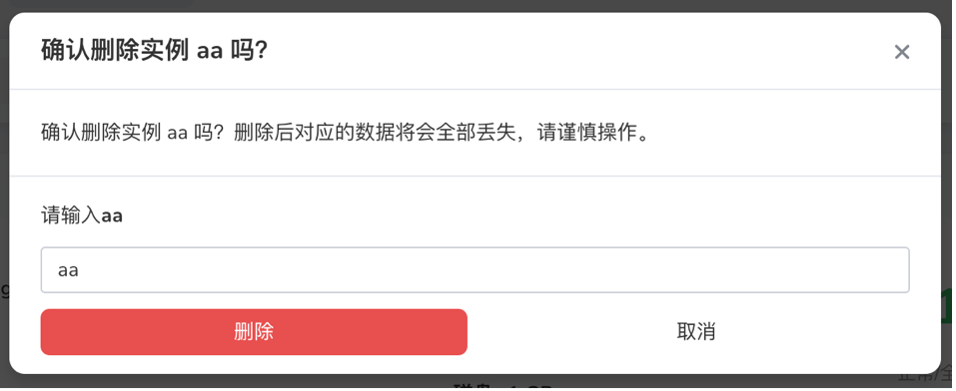 确认删除实例 aa 吗？
确认删除实例 aa 吗？删除后对应的数据将会全部丢失，请谨慎操作。
请输入aa
aa
删除 取消